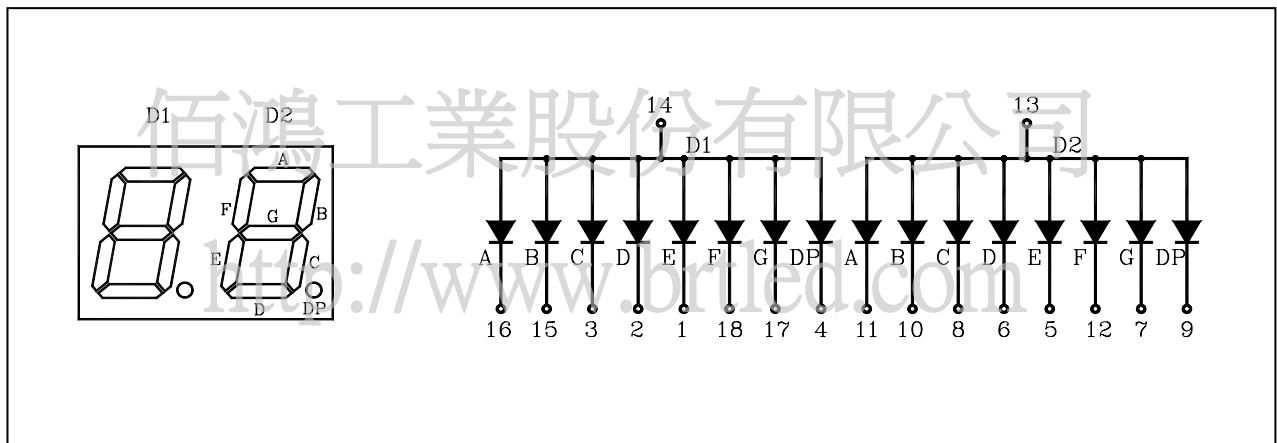 佰鴻工業股份有限公司
D1 D2
A
F G B
E C
D DP
14 13
D1 D2
A B C D E F G DP A B C D E F G DP
http://www.brtled.com
16 15 3 2 1 18 17 4 11 10 8 6 5 12 7 9